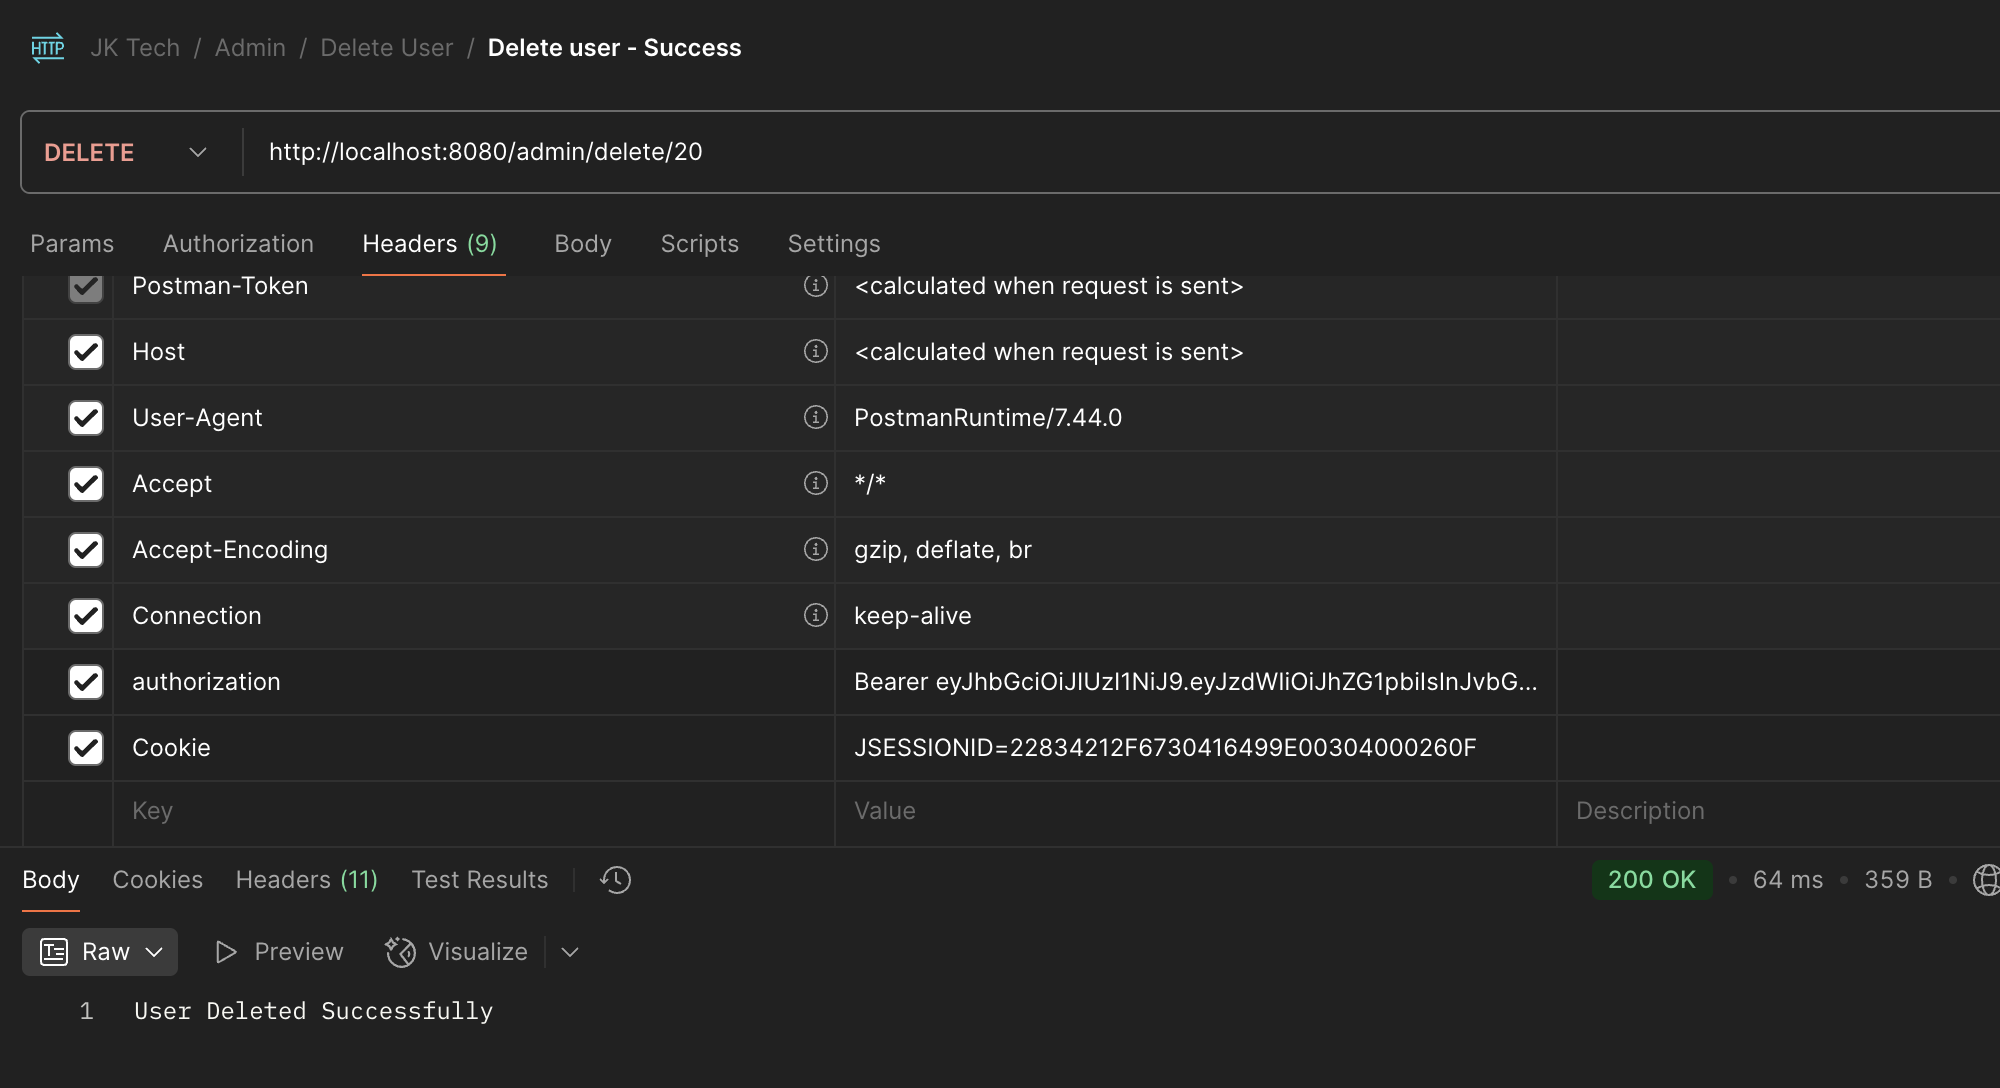 HTTP JK Tech / Admin / Delete User / Delete user - Success
DELETE http://localhost:8080/admin/delete/20
Params Authorization Headers (9) Body Scripts Settings
Postman-Token <calculated when request is sent>
Host <calculated when request is sent>
User-Agent PostmanRuntime/7.44.0
Accept */*
Accept-Encoding gzip, deflate, br
Connection keep-alive
authorization Bearer eyJhbGciOiJIUzI1NiJ9.eyJzdWIiOiJhZG1pbiIsInJvbG...
Cookie JSESSIONID=22834212F6730416499E00304000260F
Key Value Description
Body Cookies Headers (11) Test Results 200 OK • 64 ms • 359 B •
Raw Preview Visualize
1 User Deleted Successfully